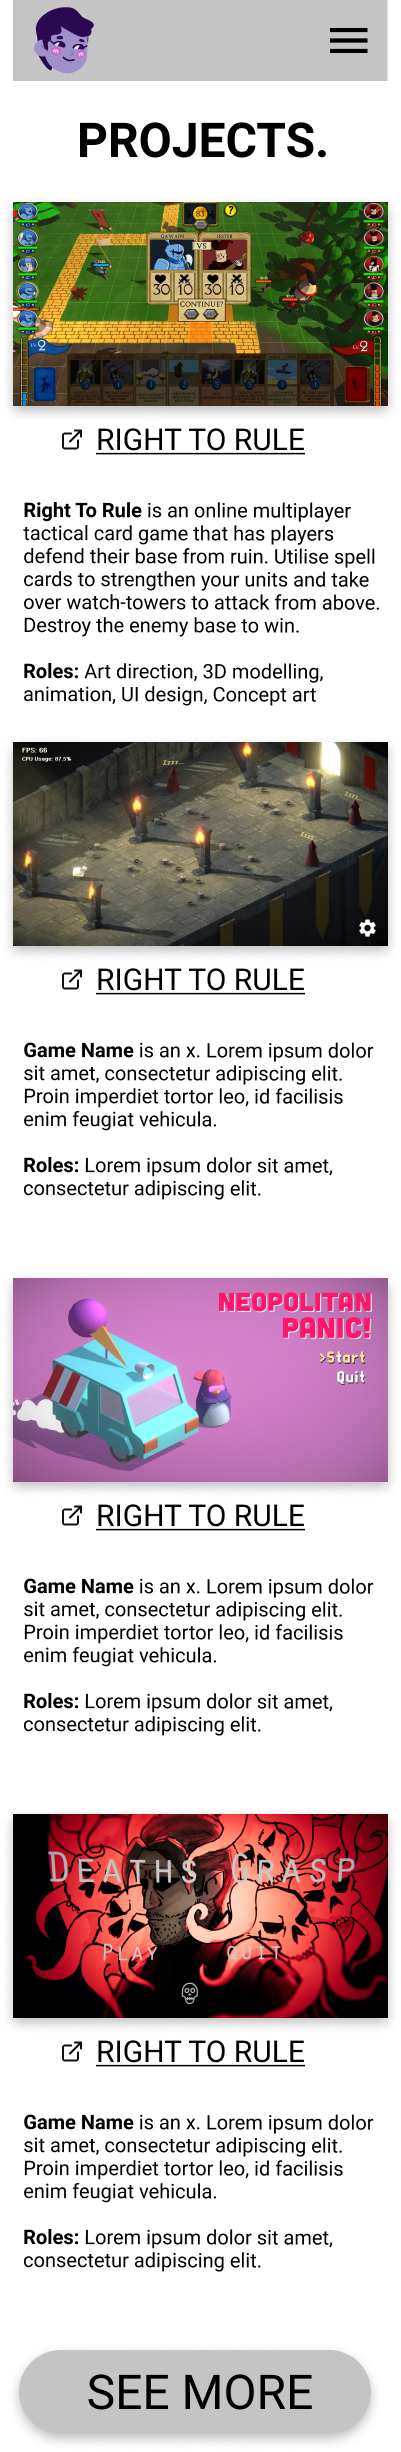 PROJECTS.
83
?
GAWAIN
JESTER
VS
30
10
30
10
CONTINUE?
LV. 2
LV. 2
RIGHT TO RULE
Right To Rule is an online multiplayer
tactical card game that has players
defend their base from ruin. Utilise spell
cards to strengthen your units and take
over watch-towers to attack from above.
Destroy the enemy base to win.
Roles: Art direction, 3D modelling,
animation, UI design, Concept art
FPS: 66
CPU Usage: 87.5%
Zzzz...
Zzzz...
Zzzz...
RIGHT TO RULE
Game Name is an x. Lorem ipsum dolor
sit amet, consectetur adipiscing elit.
Proin imperdiet tortor leo, id facilisis
enim feugiat vehicula.
Roles: Lorem ipsum dolor sit amet,
consectetur adipiscing elit.
NEOPOLITAN
PANIC!
>Start
Quit
RIGHT TO RULE
Game Name is an x. Lorem ipsum dolor
sit amet, consectetur adipiscing elit.
Proin imperdiet tortor leo, id facilisis
enim feugiat vehicula.
Roles: Lorem ipsum dolor sit amet,
consectetur adipiscing elit.
DEATHS GRASP
PLAY QUIT
RIGHT TO RULE
Game Name is an x. Lorem ipsum dolor
sit amet, consectetur adipiscing elit.
Proin imperdiet tortor leo, id facilisis
enim feugiat vehicula.
Roles: Lorem ipsum dolor sit amet,
consectetur adipiscing elit.
SEE MORE